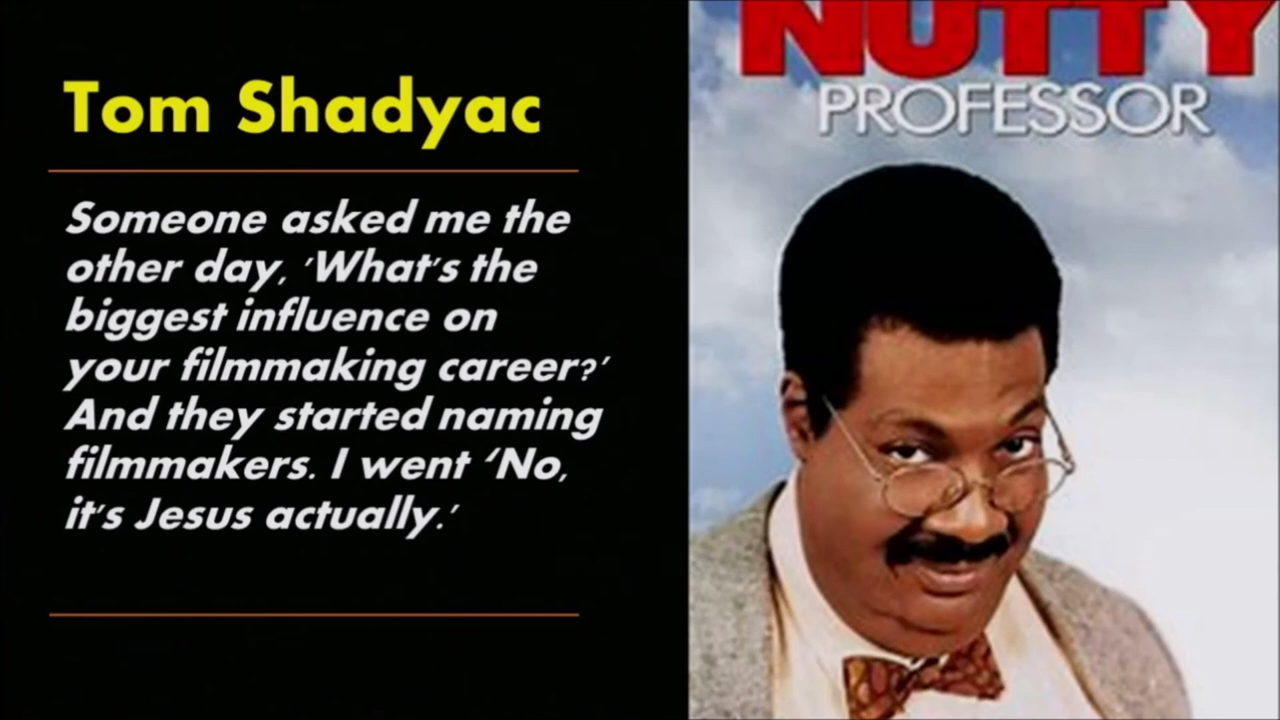 Tom Shadyac
Someone asked me the
other day, 'What's the
biggest influence on
your filmmaking career?'
And they started naming
filmmakers. I went ‘No,
it's Jesus actually.'
NUTTY
PROFESSOR